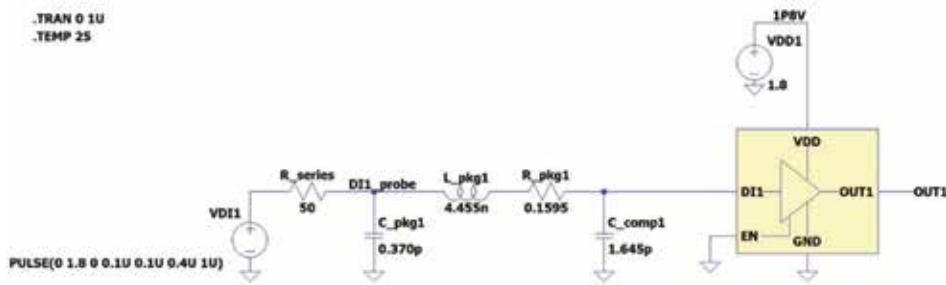 .TRAN 0 1U
.TEMP 25
1P8V
VDD1
1.8
VDD
R_series
DI1_probe
L_pkg1
R_pkg1
50
4.455n
0.1595
DI1
OUT1
OUT1
VDI1
C_pkg1
C_comp1
EN
GND
0.370p
1.645p
PULSE(0 1.8 0 0.1U 0.1U 0.4U 1U)